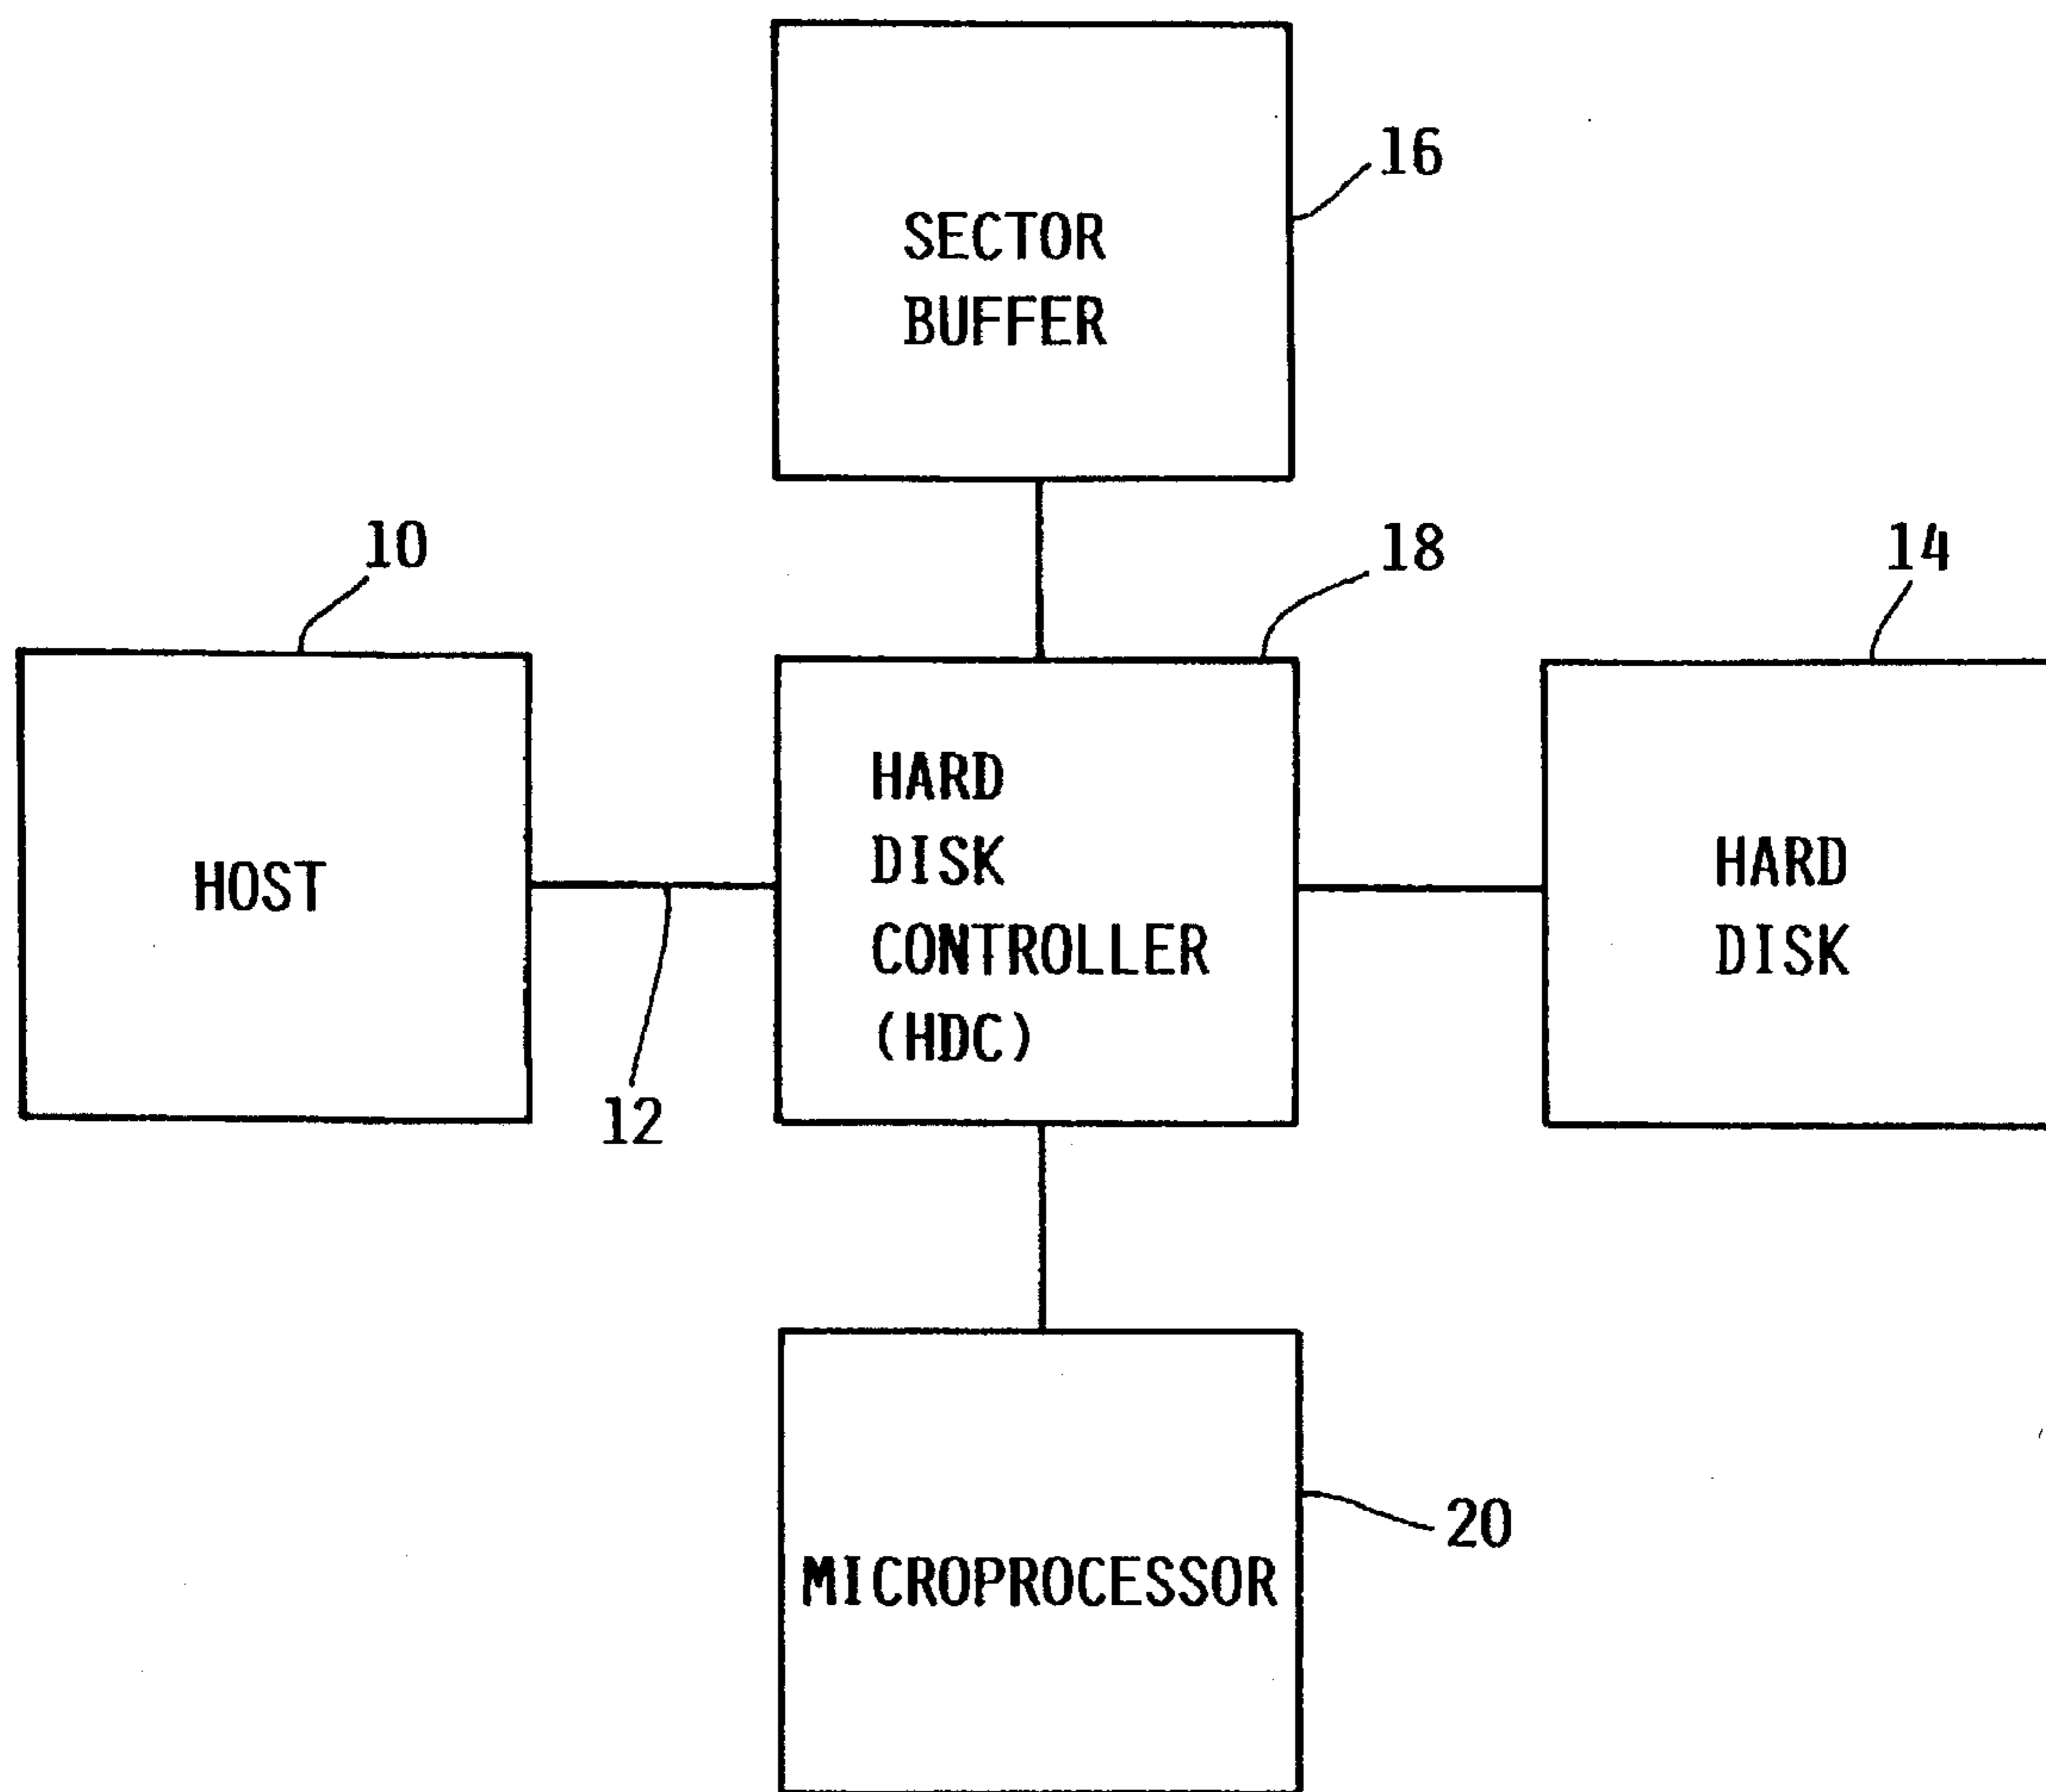 16
SECTOR
BUFFER
10
18
14
HOST
HARD
DISK
CONTROLLER
(HDC)
HARD
DISK
12
20
MICROPROCESSOR